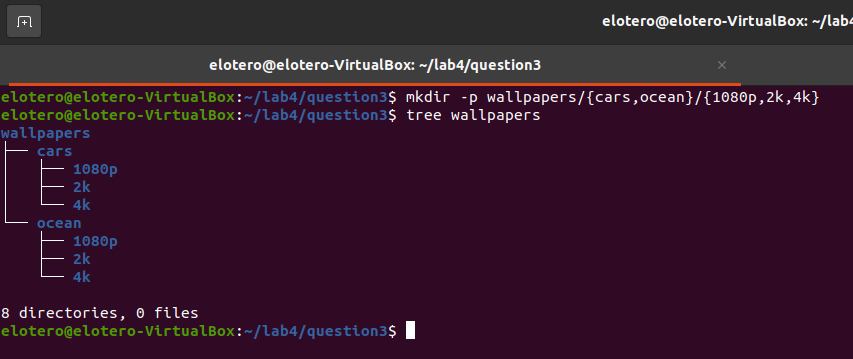 elotero@elotero-VirtualBox: ~/lab4
elotero@elotero-VirtualBox: ~/lab4/question3 ×
elotero@elotero-VirtualBox:~/lab4/question3$ mkdir -p wallpapers/{cars,ocean}/{1080p,2k,4k}
elotero@elotero-VirtualBox:~/lab4/question3$ tree wallpapers
wallpapers
├── cars
│   ├── 1080p
│   ├── 2k
│   └── 4k
└── ocean
    ├── 1080p
    ├── 2k
    └── 4k
8 directories, 0 files
elotero@elotero-VirtualBox:~/lab4/question3$